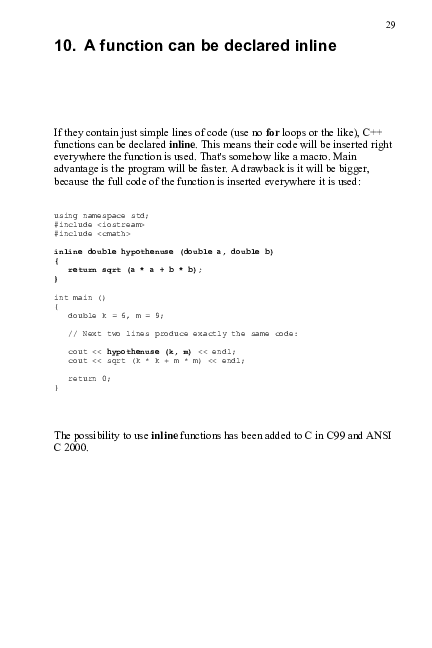 29
10. A function can be declared inline
If they contain just simple lines of code (use no for loops or the like), C++
functions can be declared inline. This means their code will be inserted right
everywhere the function is used. That's somehow like a macro. Main
advantage is the program will be faster. A drawback is it will be bigger,
because the full code of the function is inserted everywhere it is used:
using namespace std;
#include <iostream>
#include <cmath>
inline double hypothenuse (double a, double b)
{
return sqrt (a * a + b * b);
}
int main ()
{
double k = 6, m = 9;
// Next two lines produce exactly the same code:
cout << hypothenuse (k, m) << endl;
cout << sqrt (k * k + m * m) << endl;
return 0;
}
The possibility to use inline functions has been added to C in C99 and ANSI
C 2000.